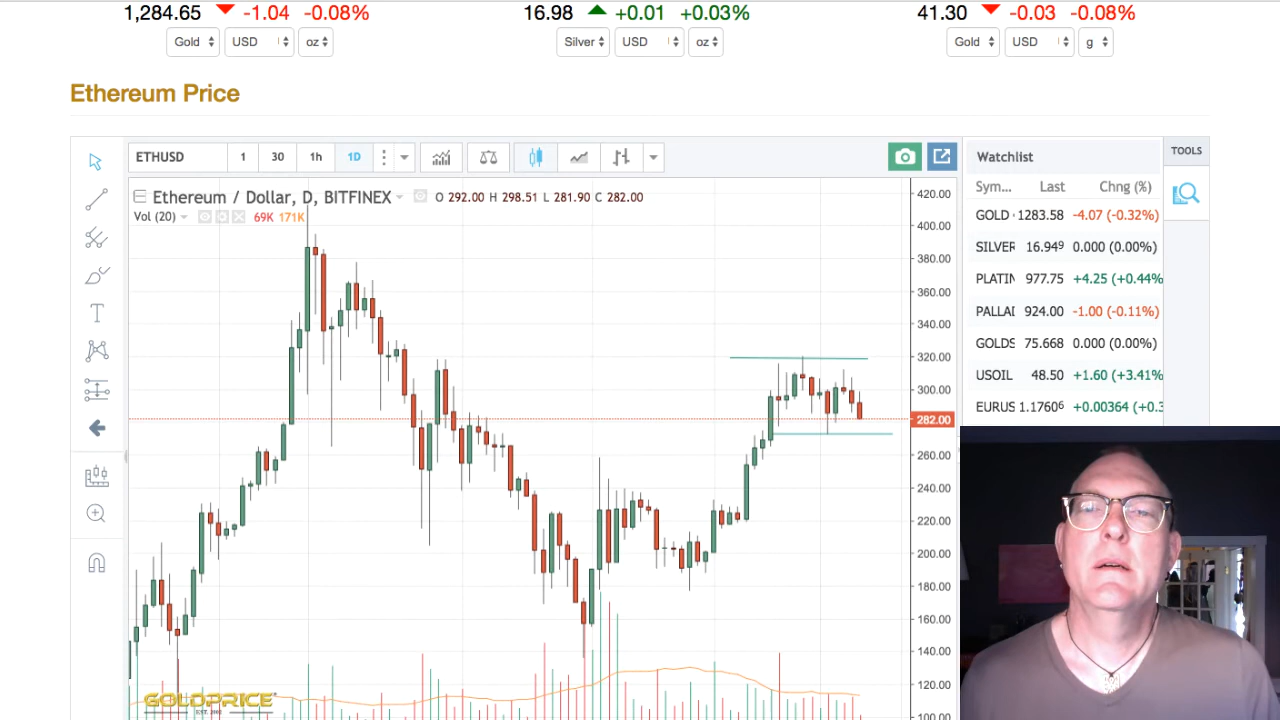 1,284.65 -1.04 -0.08%
16.98 +0.01 +0.03%
41.30 -0.03 -0.08%
Gold USD oz
Silver USD oz
Gold USD g
Ethereum Price
ETHUSD 1 30 1h 1D
Ethereum / Dollar, D, BITFINEX O 292.00 H 298.51 L 281.90 C 282.00
Vol (20) 69K 171K
420.00
400.00
380.00
360.00
340.00
320.00
300.00
282.00
260.00
240.00
220.00
200.00
180.00
160.00
140.00
120.00
100.00
Watchlist
TOOLS
Sym... Last Chng (%)
GOLD 1283.58 -4.07 (-0.32%)
SILVER 16.949 0.000 (0.00%)
PLATIN 977.75 +4.25 (+0.44%
PALLAI 924.00 -1.00 (-0.11%)
GOLDS 75.668 0.000 (0.00%)
USOIL 48.50 +1.60 (+3.41%
EURUS 1.17606 +0.00364 (+0.3
T
GOLDPRICE
EST. 2002